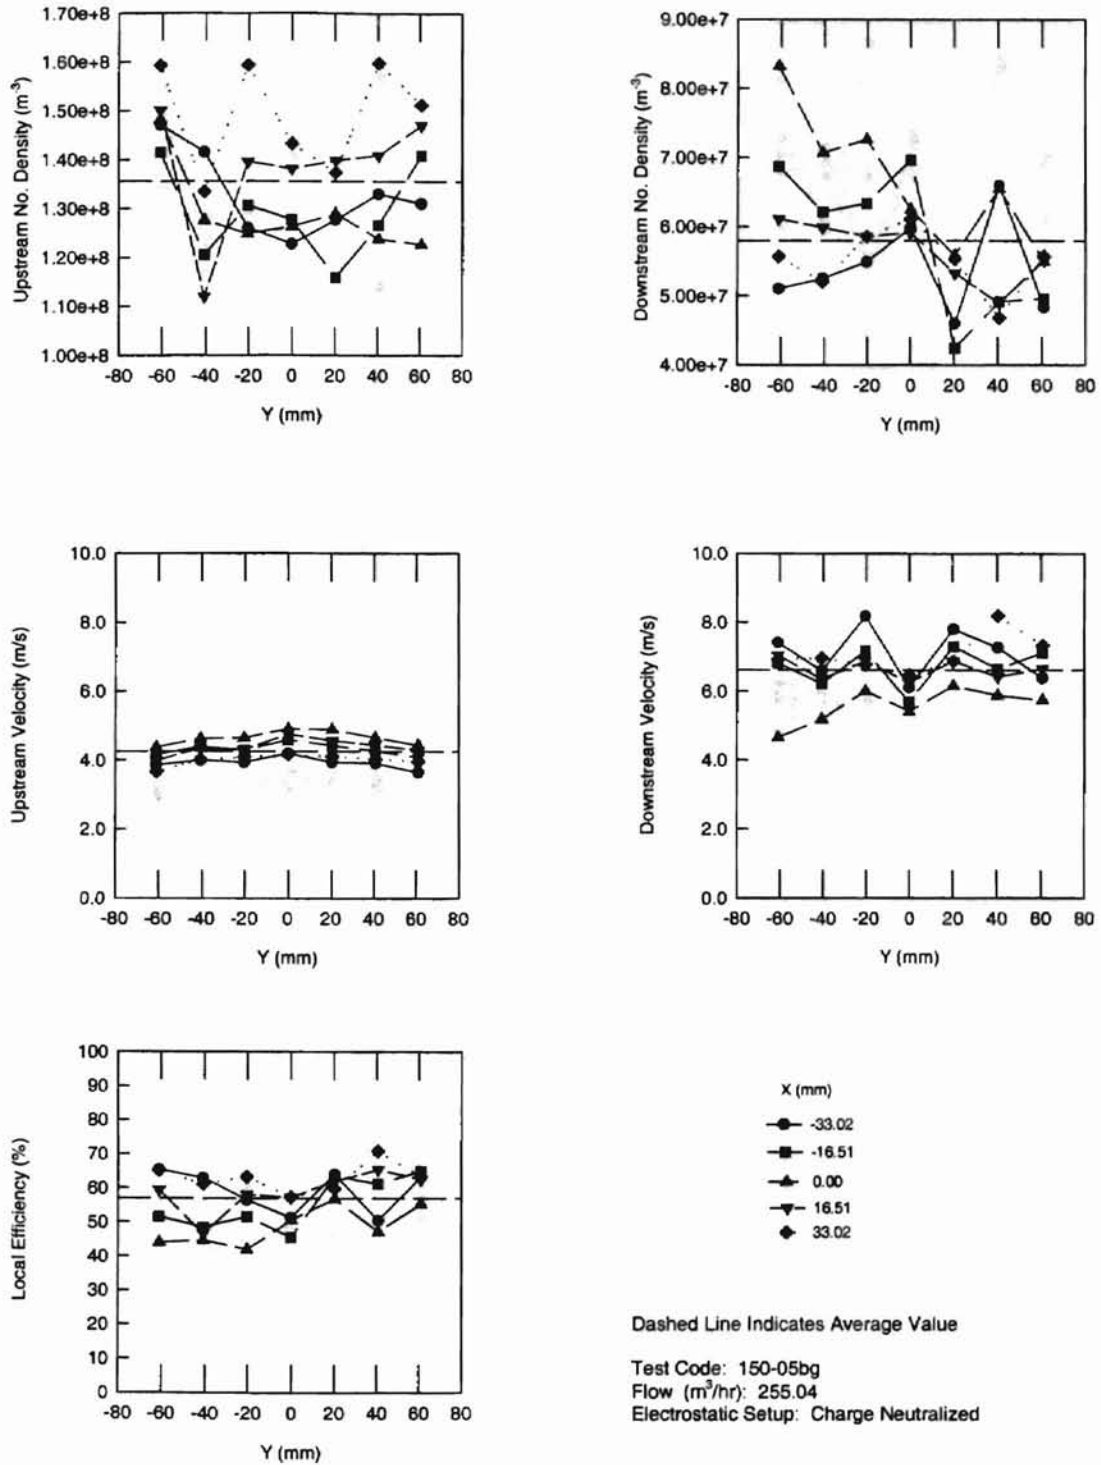 1.70e+8
1.60e+8
1.50e+8
1.40e+8
1.30e+8
1.20e+8
1.10e+8
1.00e+8
Upstream No. Density (m⁻³)
-80 -60 -40 -20 0 20 40 60 80
Y (mm)
9.00e+7
8.00e+7
7.00e+7
6.00e+7
5.00e+7
4.00e+7
Downstream No. Density (m⁻³)
-80 -60 -40 -20 0 20 40 60 80
Y (mm)
10.0
8.0
6.0
4.0
2.0
0.0
Upstream Velocity (m/s)
-80 -60 -40 -20 0 20 40 60 80
Y (mm)
10.0
8.0
6.0
4.0
2.0
0.0
Downstream Velocity (m/s)
-80 -60 -40 -20 0 20 40 60 80
Y (mm)
100
90
80
70
60
50
40
30
20
10
0
Local Efficiency (%)
-80 -60 -40 -20 0 20 40 60 80
Y (mm)
X (mm)
-33.02
-16.51
0.00
16.51
33.02
Dashed Line Indicates Average Value
Test Code: 150-05bg
Flow (m³/hr): 255.04
Electrostatic Setup: Charge Neutralized